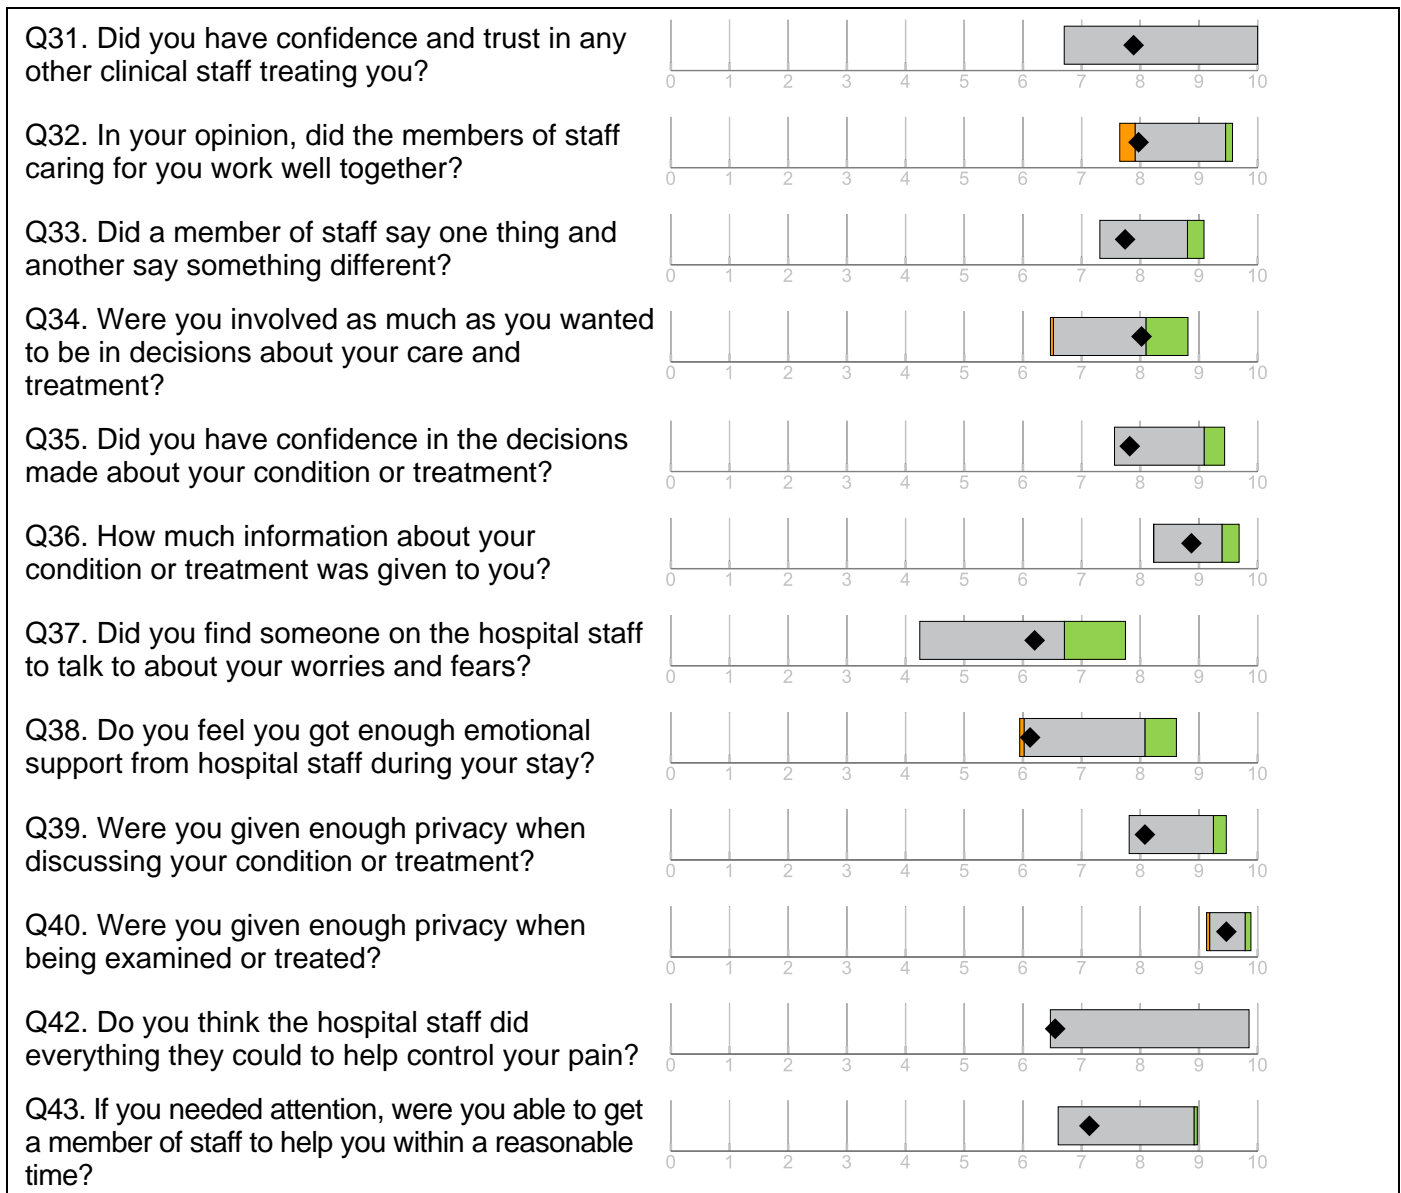 Q31. Did you have confidence and trust in any
other clinical staff treating you?
0 1 2 3 4 5 6 7 8 9 10
Q32. In your opinion, did the members of staff
caring for you work well together?
0 1 2 3 4 5 6 7 8 9 10
Q33. Did a member of staff say one thing and
another say something different?
0 1 2 3 4 5 6 7 8 9 10
Q34. Were you involved as much as you wanted
to be in decisions about your care and
treatment?
0 1 2 3 4 5 6 7 8 9 10
Q35. Did you have confidence in the decisions
made about your condition or treatment?
0 1 2 3 4 5 6 7 8 9 10
Q36. How much information about your
condition or treatment was given to you?
0 1 2 3 4 5 6 7 8 9 10
Q37. Did you find someone on the hospital staff
to talk to about your worries and fears?
0 1 2 3 4 5 6 7 8 9 10
Q38. Do you feel you got enough emotional
support from hospital staff during your stay?
0 1 2 3 4 5 6 7 8 9 10
Q39. Were you given enough privacy when
discussing your condition or treatment?
0 1 2 3 4 5 6 7 8 9 10
Q40. Were you given enough privacy when
being examined or treated?
0 1 2 3 4 5 6 7 8 9 10
Q42. Do you think the hospital staff did
everything they could to help control your pain?
0 1 2 3 4 5 6 7 8 9 10
Q43. If you needed attention, were you able to get
a member of staff to help you within a reasonable
time?
0 1 2 3 4 5 6 7 8 9 10